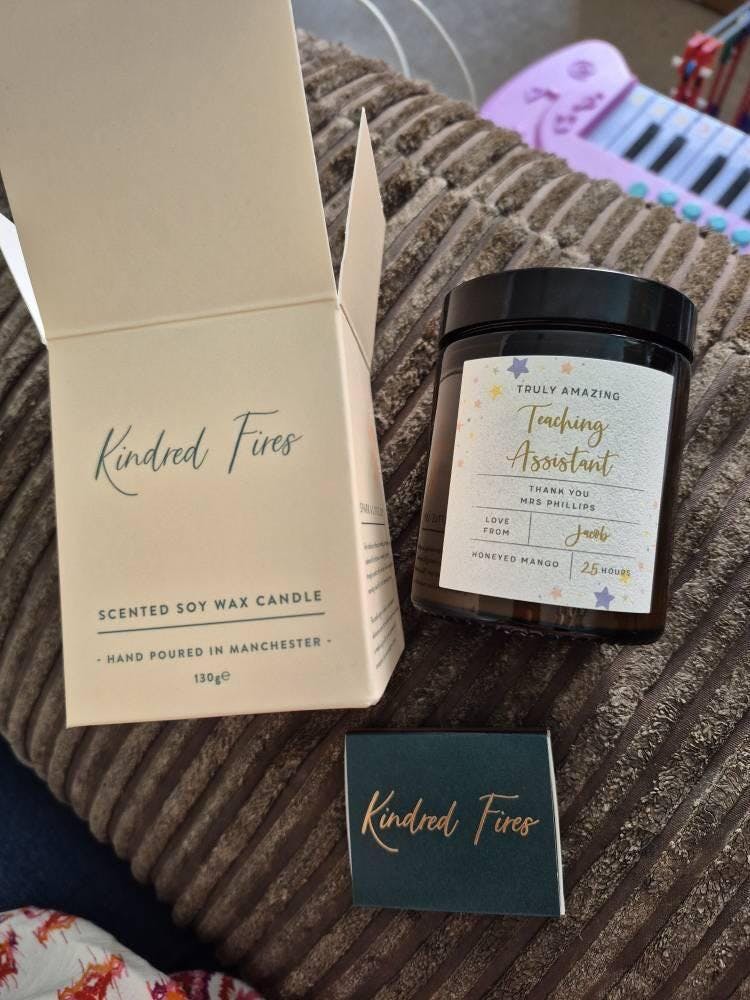 Kindred Fires
SCENTED SOY WAX CANDLE
- HAND POURED IN MANCHESTER -
130g℮
TRULY AMAZING
Teaching
Assistant
THANK YOU
MRS PHILLIPS
LOVE
FROM
Jacob
HONEYED MANGO
25 HOURS
Kindred Fires